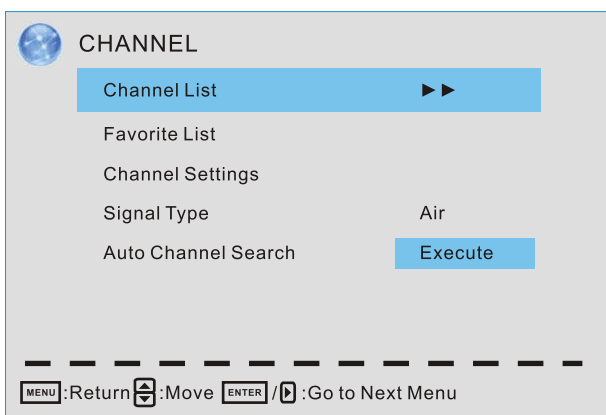 CHANNEL
Channel List ►►
Favorite List
Channel Settings
Signal Type Air
Auto Channel Search Execute
MENU :Return :Move ENTER / :Go to Next Menu